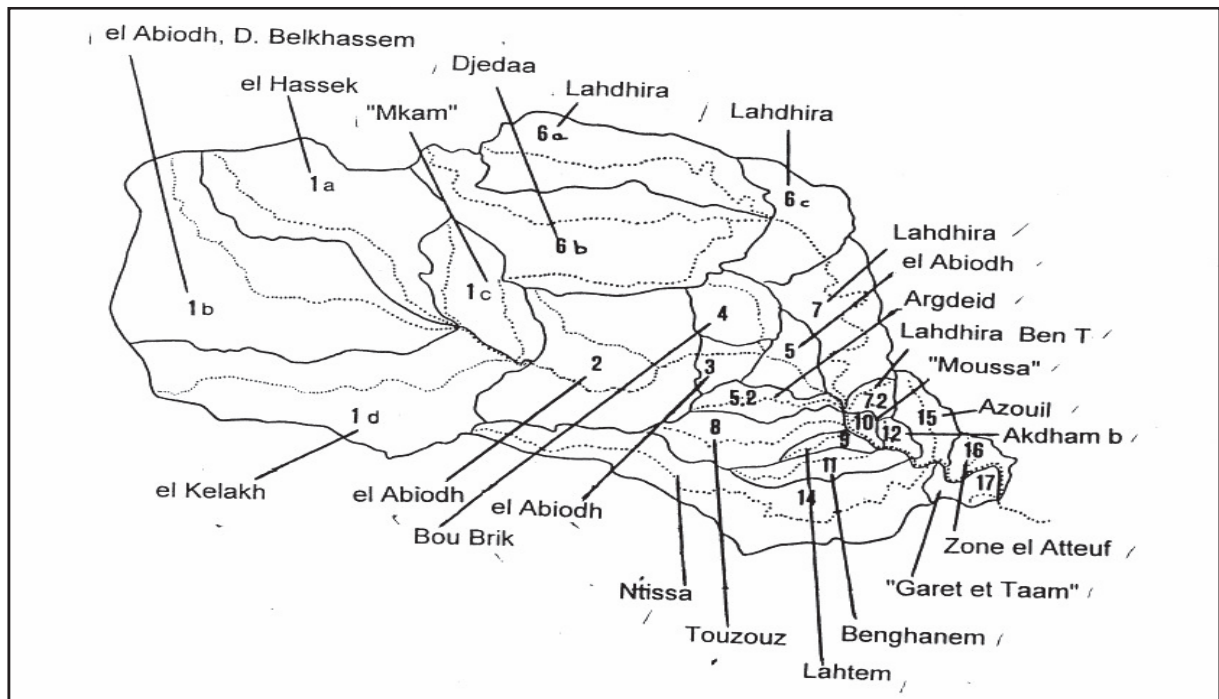 el Abiodh, D. Belkhassem
Djedaa
el Hassek
Lahdhira
"Mkam"
Lahdhira
6a
1a
6c
Lahdhira
6b
el Abiodh
1c
1b
7
Argdeid
4
Lahdhira Ben T
5
2
3
"Moussa"
5,2
7,2
15
Azouil
1d
10
8
12
Akdham b
9
16
11
17
el Kelakh
14
el Abiodh
el Abiodh
Bou Brik
Zone el Atteuf
Ntissa
"Garet et Taam"
Touzouz
Benghanem
Lahtem